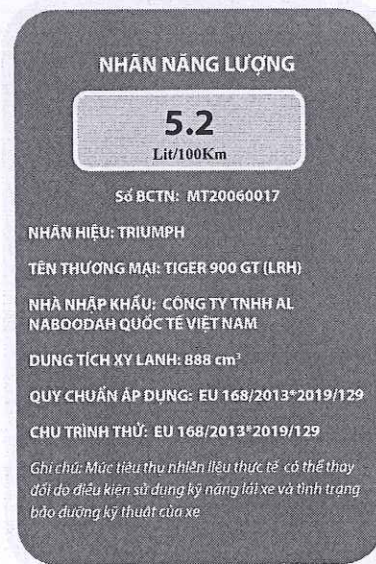 NHÃN NĂNG LƯỢNG
5.2
Lit/100Km
Số BCTN: MT20060017
NHÃN HIỆU: TRIUMPH
TÊN THƯƠNG MẠI: TIGER 900 GT (LRH)
NHÀ NHẬP KHẨU: CÔNG TY TNHH AL
NABOODAH QUỐC TẾ VIỆT NAM
DUNG TÍCH XY LANH: 888 cm³
QUY CHUẨN ÁP DỤNG: EU 168/2013*2019/129
CHU TRÌNH THỬ: EU 168/2013*2019/129
Ghi chú: Mức tiêu thu nhiên liệu thực tế có thể thay
đổi do điều kiện sử dụng kỹ năng lái xe và tình trạng
bảo dưỡng kỹ thuật của xe